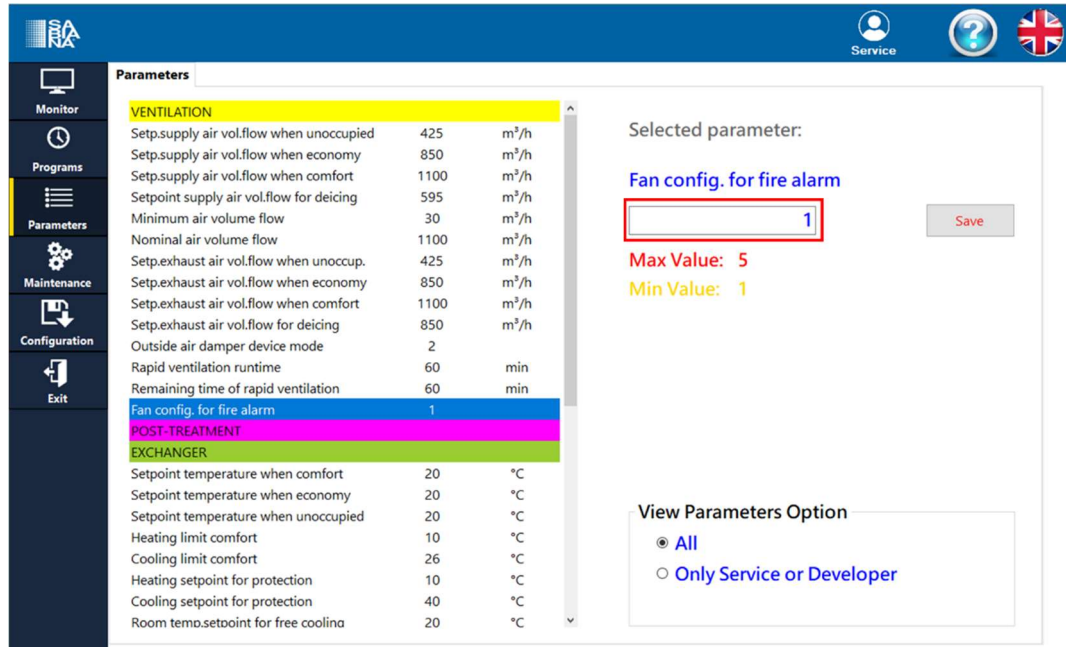 SABIANA
Service
?
Monitor
Programs
Parameters
Maintenance
Configuration
Exit
Parameters
VENTILATION
Setp.supply air vol.flow when unoccupied 425 m³/h
Setp.supply air vol.flow when economy 850 m³/h
Setp.supply air vol.flow when comfort 1100 m³/h
Setpoint supply air vol.flow for deicing 595 m³/h
Minimum air volume flow 30 m³/h
Nominal air volume flow 1100 m³/h
Setp.exhaust air vol.flow when unoccup. 425 m³/h
Setp.exhaust air vol.flow when economy 850 m³/h
Setp.exhaust air vol.flow when comfort 1100 m³/h
Setp.exhaust air vol.flow for deicing 850 m³/h
Outside air damper device mode 2
Rapid ventilation runtime 60 min
Remaining time of rapid ventilation 60 min
Fan config. for fire alarm 1
POST-TREATMENT
EXCHANGER
Setpoint temperature when comfort 20 °C
Setpoint temperature when economy 20 °C
Setpoint temperature when unoccupied 20 °C
Heating limit comfort 10 °C
Cooling limit comfort 26 °C
Heating setpoint for protection 10 °C
Cooling setpoint for protection 40 °C
Room temp.setpoint for free cooling 20 °C
Selected parameter:
Fan config. for fire alarm
1
Save
Max Value: 5
Min Value: 1
View Parameters Option
All
Only Service or Developer